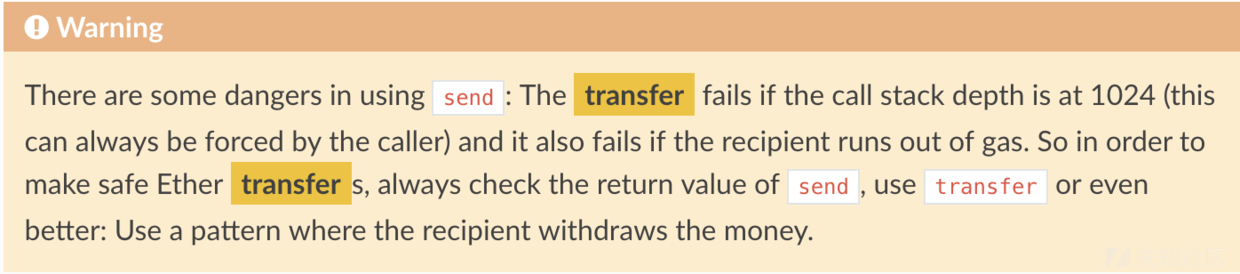 Warning
There are some dangers in using send: The transfer fails if the call stack depth is at 1024 (this
can always be forced by the caller) and it also fails if the recipient runs out of gas. So in order to
make safe Ether transfers, always check the return value of send, use transfer or even
better: Use a pattern where the recipient withdraws the money.